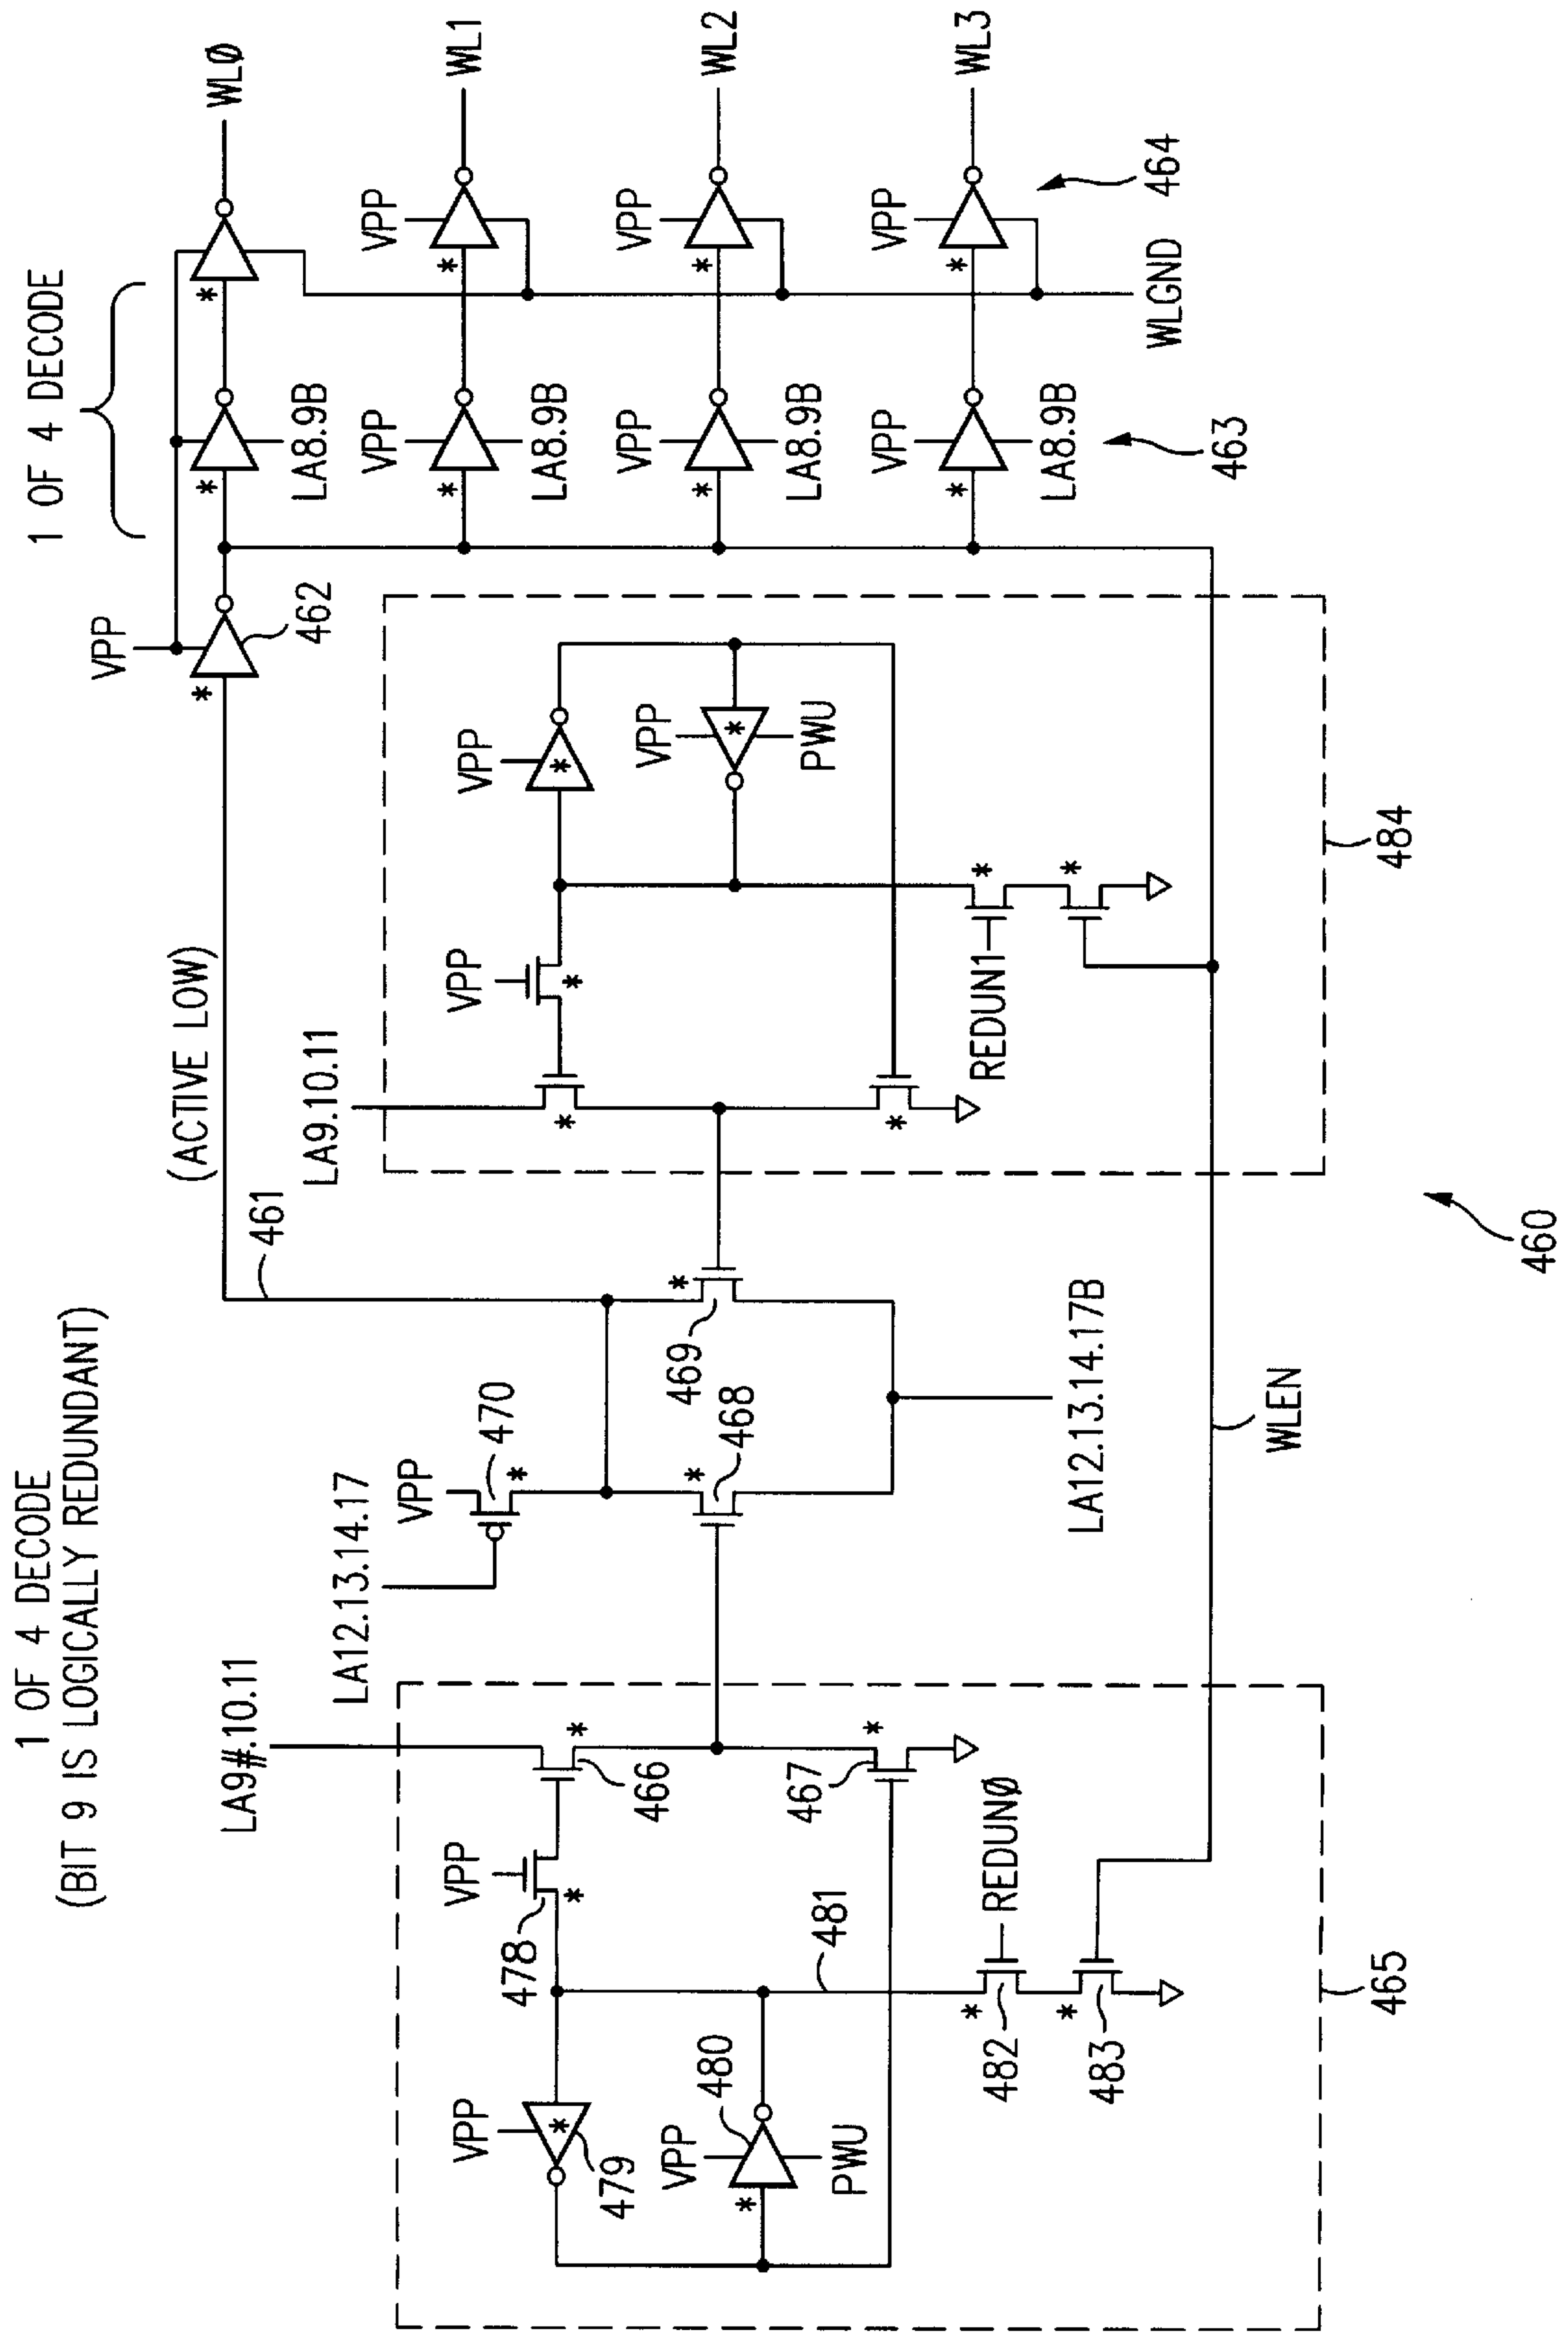 1 OF 4 DECODE
(BIT 9 IS LOGICALLY REDUNDANT)
LA9#.10.11
LA12.13.14.17
VPP
470
*
461
(ACTIVE LOW)
VPP
462
*
1 OF 4 DECODE
*
LA8.9B
*
WLØ
VPP
*
LA8.9B
VPP
*
WL1
VPP
*
LA8.9B
VPP
*
WL2
VPP
*
LA8.9B
VPP
*
WL3
463
464
WLGND
VPP
478
*
466
*
VPP
*
479
VPP
480
*
PWU
467
*
481
REDUNØ
*
482
*
483
465
468
*
469
*
LA12.13.14.17B
WLEN
LA9.10.11
*
VPP
*
VPP
*
VPP
*
PWU
*
REDUN1
*
*
484
460